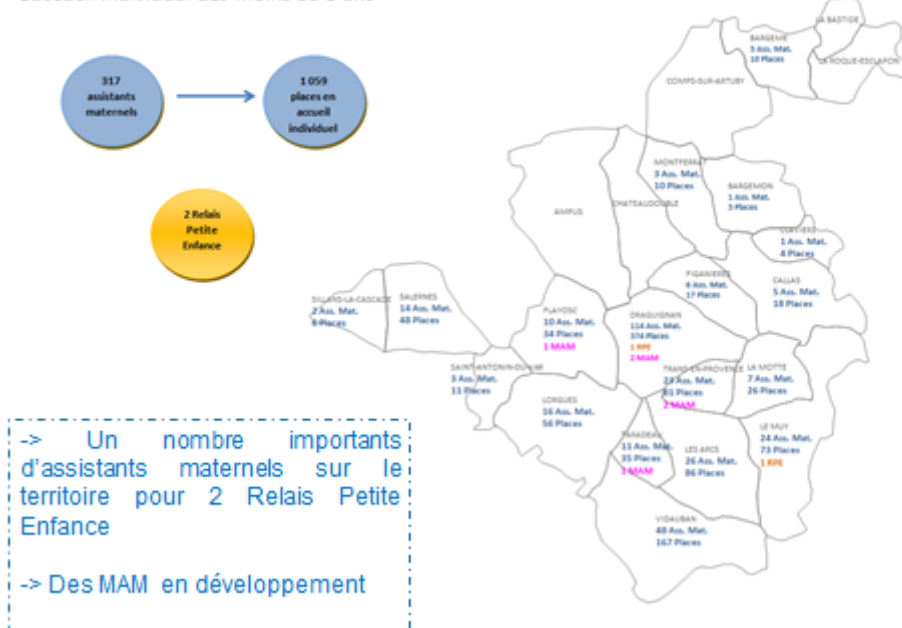 317
assistants
maternels
1 059
places en
accueil
individuel
2 Relais
Petite
Enfance
LA BASTIDE
BARGEME
3 Ass. Mat.
10 Places
LA ROQUE-ESCLAPON
COMPS-SUR-ARTUBY
MONTFERRAT
3 Ass. Mat.
10 Places
BARGEMON
1 Ass. Mat.
3 Places
AMPUS
CHATEAUDOUBLE
1 Ass. Mat.
4 Places
FIGANIERES
6 Ass. Mat.
17 Places
CALLAS
5 Ass. Mat.
18 Places
SILLANS-LA-CASCADE
2 Ass. Mat.
6 Places
SALERNES
14 Ass. Mat.
48 Places
FLAYOSC
10 Ass. Mat.
34 Places
1 MAM
DRAGUIGNAN
114 Ass. Mat.
374 Places
1 RPE
2 MAM
SAINT-ANTONIN-DU-VAR
3 Ass. Mat.
11 Places
TRANS-EN-PROVENCE
23 Ass. Mat.
81 Places
2 MAM
LA MOTTE
7 Ass. Mat.
26 Places
LORGUES
16 Ass. Mat.
56 Places
TARADEAU
11 Ass. Mat.
35 Places
1 MAM
LES ARCS
26 Ass. Mat.
86 Places
LE MUY
24 Ass. Mat.
73 Places
1 RPE
VIDAUBAN
48 Ass. Mat.
167 Places
-> Un nombre importants
d'assistants maternels sur le
territoire pour 2 Relais Petite
Enfance
-> Des MAM en développement